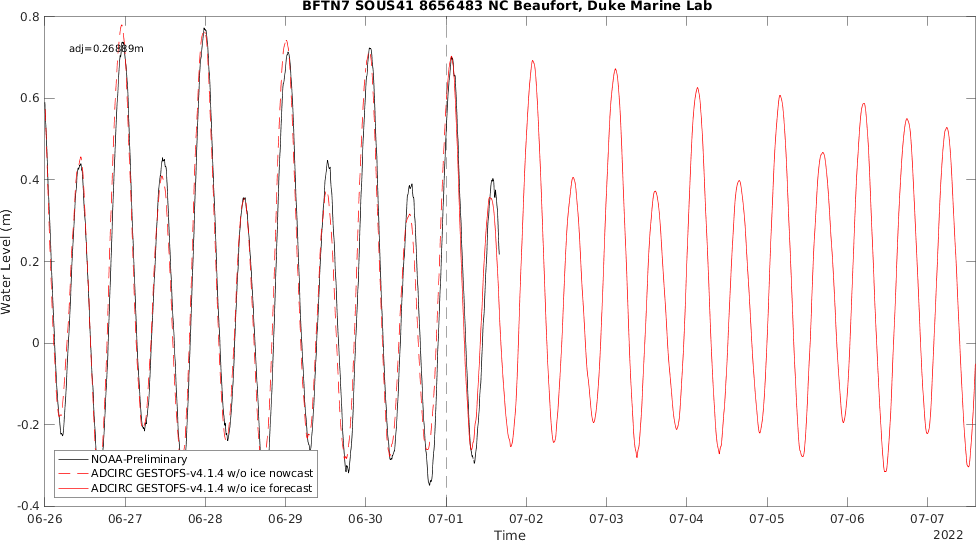 BFTN7 SOUS41 8656483 NC Beaufort, Duke Marine Lab
adj=0.26889m
0.8
0.6
0.4
0.2
0
-0.2
-0.4
Water Level (m)
NOAA-Preliminary
ADCIRC GESTOFS-v4.1.4 w/o ice nowcast
ADCIRC GESTOFS-v4.1.4 w/o ice forecast
06-26 06-27 06-28 06-29 06-30 07-01 07-02 07-03 07-04 07-05 07-06 07-07
Time
2022